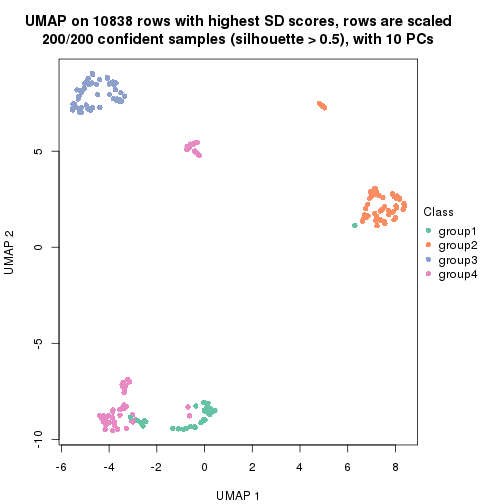 UMAP on 10838 rows with highest SD scores, rows are scaled
200/200 confident samples (silhouette > 0.5), with 10 PCs
5
0
-5
-10
UMAP 2
-6
-4
-2
0
2
4
6
8
UMAP 1
Class
group1
group2
group3
group4